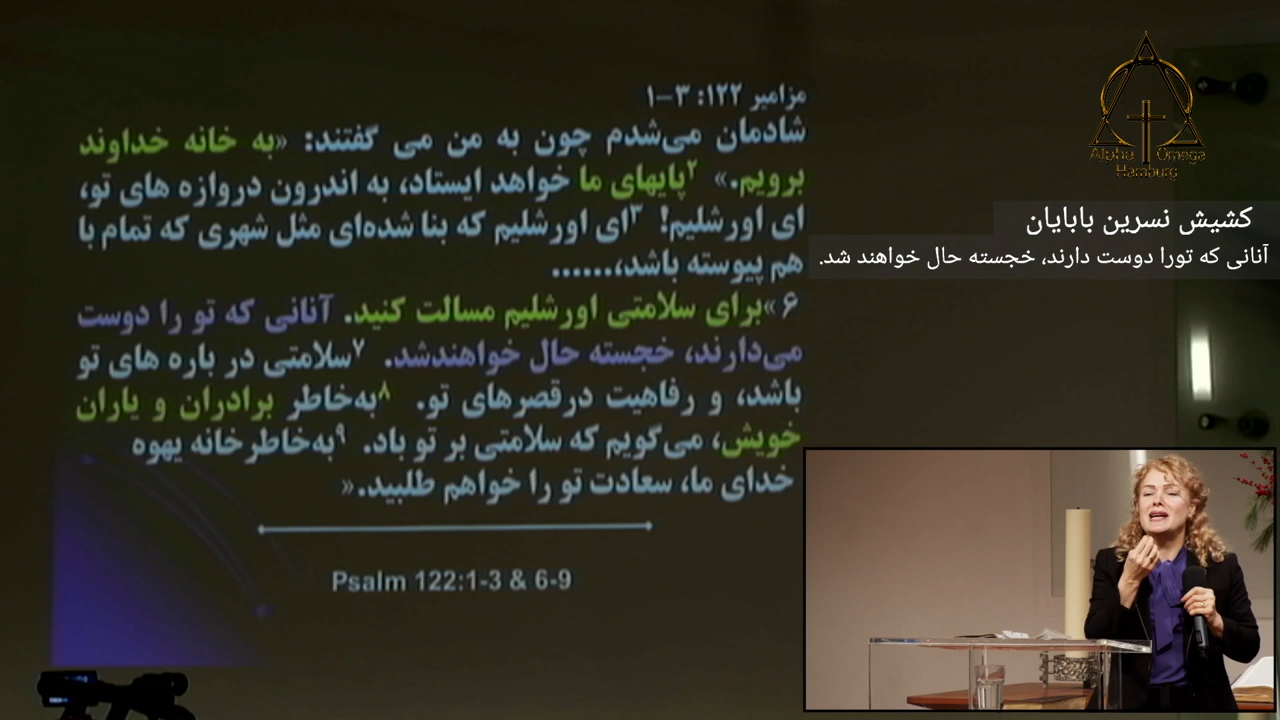 مزامیر ۱۲۲: ۳-۱
شادمان می‌شدم چون به من می گفتند: «به خانه خداوند
برویم.» ۲پایهای ما خواهد ایستاد، به اندرون دروازه های تو،
ای اورشلیم! ۳ای اورشلیم که بنا شده‌ای مثل شهری که تمام با
هم پیوسته باشد،......
۶ «برای سلامتی اورشلیم مسالت کنید. آنانی که تو را دوست
می‌دارند، خجسته حال خواهندشد. ۷سلامتی در باره های تو
باشد، و رفاهیت درقصرهای تو. ۸به‌خاطر برادران و یاران
خویش، می‌گویم که سلامتی بر تو باد. ۹به‌خاطرخانه یهوه
خدای ما، سعادت تو را خواهم طلبید.»
Psalm 122:1-3 & 6-9
Alpha Omega
Hamburg
کشیش نسرین بابایان
آنانی که تورا دوست دارند، خجسته حال خواهند شد.